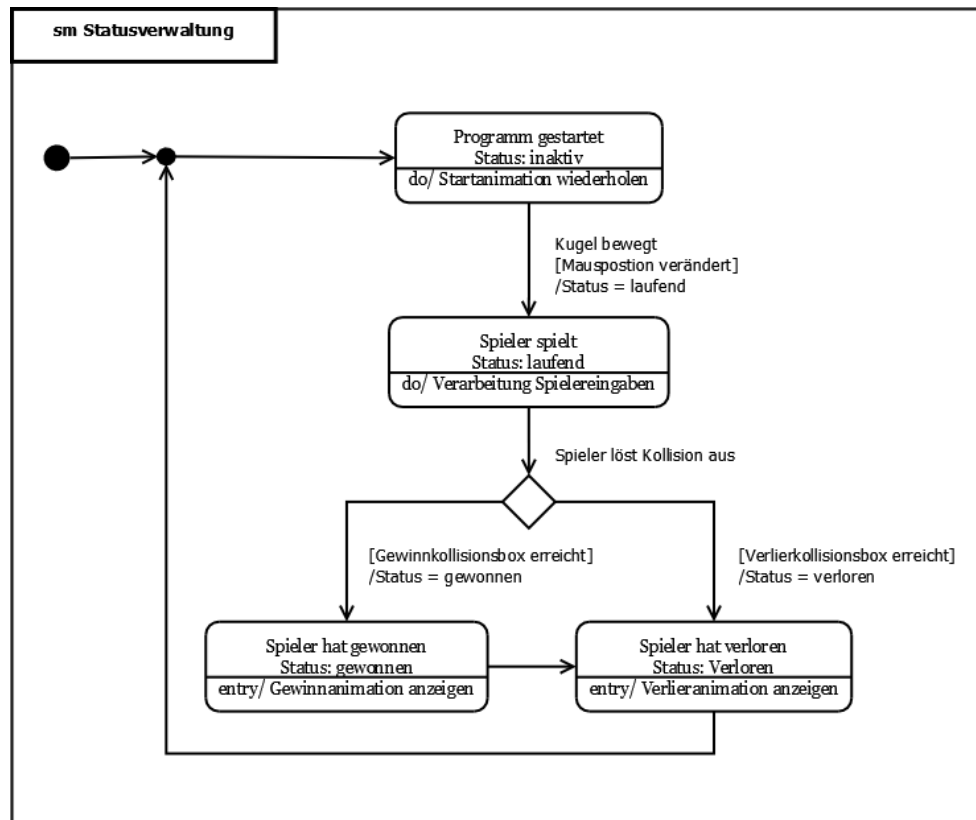 sm Statusverwaltung
Programm gestartet
Status: inaktiv
do/ Startanimation wiederholen
Kugel bewegt
[Mauspostion verändert]
/Status = laufend
Spieler spielt
Status: laufend
do/ Verarbeitung Spielereingaben
Spieler löst Kollision aus
[Gewinnkollisionsbox erreicht]
/Status = gewonnen
[Verlierkollisionsbox erreicht]
/Status = verloren
Spieler hat gewonnen
Status: gewonnen
entry/ Gewinnanimation anzeigen
Spieler hat verloren
Status: Verloren
entry/ Verlieranimation anzeigen